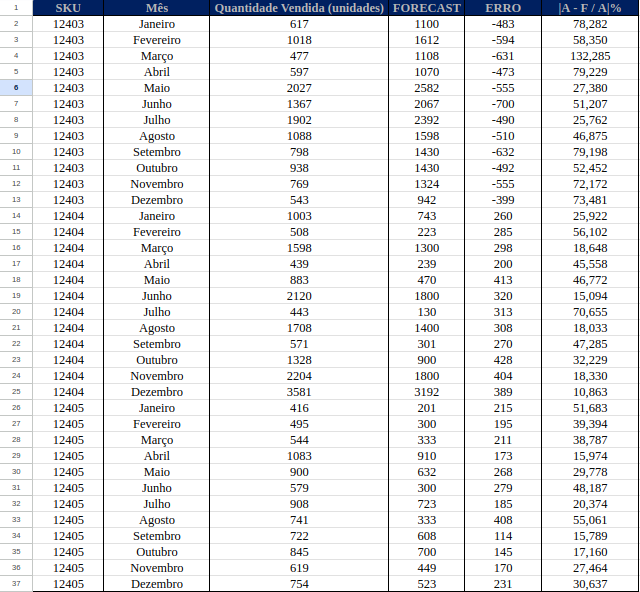 1 SKU Mês Quantidade Vendida (unidades) FORECAST ERRO |A - F / A|%
2 12403 Janeiro 617 1100 -483 78,282
3 12403 Fevereiro 1018 1612 -594 58,350
4 12403 Março 477 1108 -631 132,285
5 12403 Abril 597 1070 -473 79,229
6 12403 Maio 2027 2582 -555 27,380
7 12403 Junho 1367 2067 -700 51,207
8 12403 Julho 1902 2392 -490 25,762
9 12403 Agosto 1088 1598 -510 46,875
10 12403 Setembro 798 1430 -632 79,198
11 12403 Outubro 938 1430 -492 52,452
12 12403 Novembro 769 1324 -555 72,172
13 12403 Dezembro 543 942 -399 73,481
14 12404 Janeiro 1003 743 260 25,922
15 12404 Fevereiro 508 223 285 56,102
16 12404 Março 1598 1300 298 18,648
17 12404 Abril 439 239 200 45,558
18 12404 Maio 883 470 413 46,772
19 12404 Junho 2120 1800 320 15,094
20 12404 Julho 443 130 313 70,655
21 12404 Agosto 1708 1400 308 18,033
22 12404 Setembro 571 301 270 47,285
23 12404 Outubro 1328 900 428 32,229
24 12404 Novembro 2204 1800 404 18,330
25 12404 Dezembro 3581 3192 389 10,863
26 12405 Janeiro 416 201 215 51,683
27 12405 Fevereiro 495 300 195 39,394
28 12405 Março 544 333 211 38,787
29 12405 Abril 1083 910 173 15,974
30 12405 Maio 900 632 268 29,778
31 12405 Junho 579 300 279 48,187
32 12405 Julho 908 723 185 20,374
33 12405 Agosto 741 333 408 55,061
34 12405 Setembro 722 608 114 15,789
35 12405 Outubro 845 700 145 17,160
36 12405 Novembro 619 449 170 27,464
37 12405 Dezembro 754 523 231 30,637